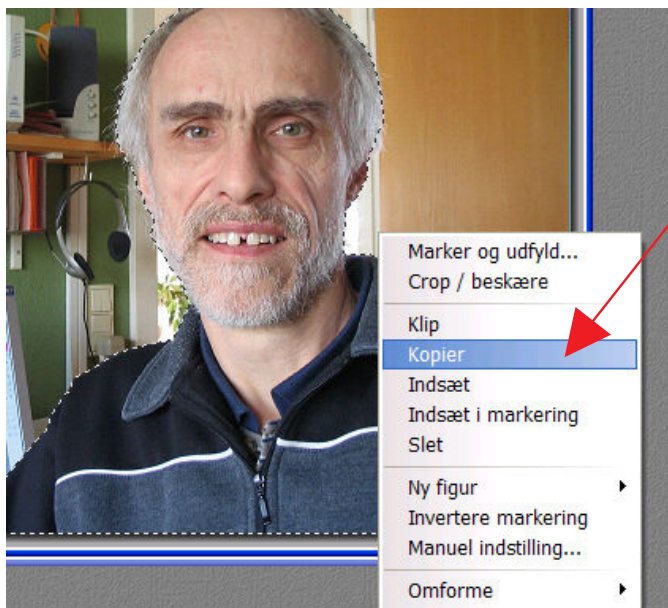 Marker og udfyld...
Crop / beskære
Klip
Kopier
Indsæt
Indsæt i markering
Slet
Ny figur
Invertere markering
Manuel indstilling...
Omforme